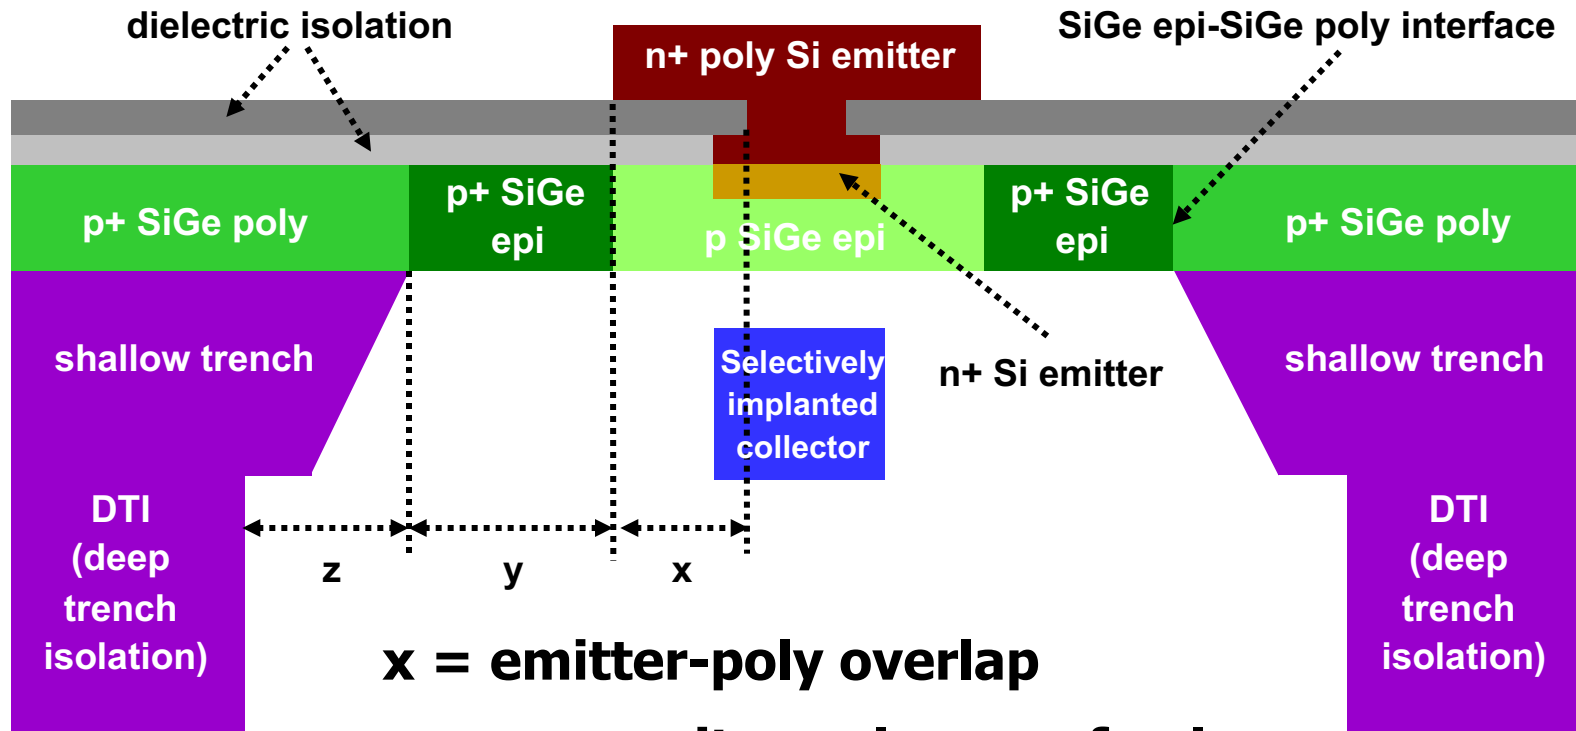 dielectric isolation
SiGe epi-SiGe poly interface
n+ poly Si emitter
p+ SiGe poly
p+ SiGe
epi
p SiGe epi
p+ SiGe
epi
p+ SiGe poly
shallow trench
Selectively
implanted
collector
n+ Si emitter
shallow trench
DTI
(deep
trench
isolation)
z
y
x
DTI
(deep
trench
isolation)
x = emitter-poly overlap